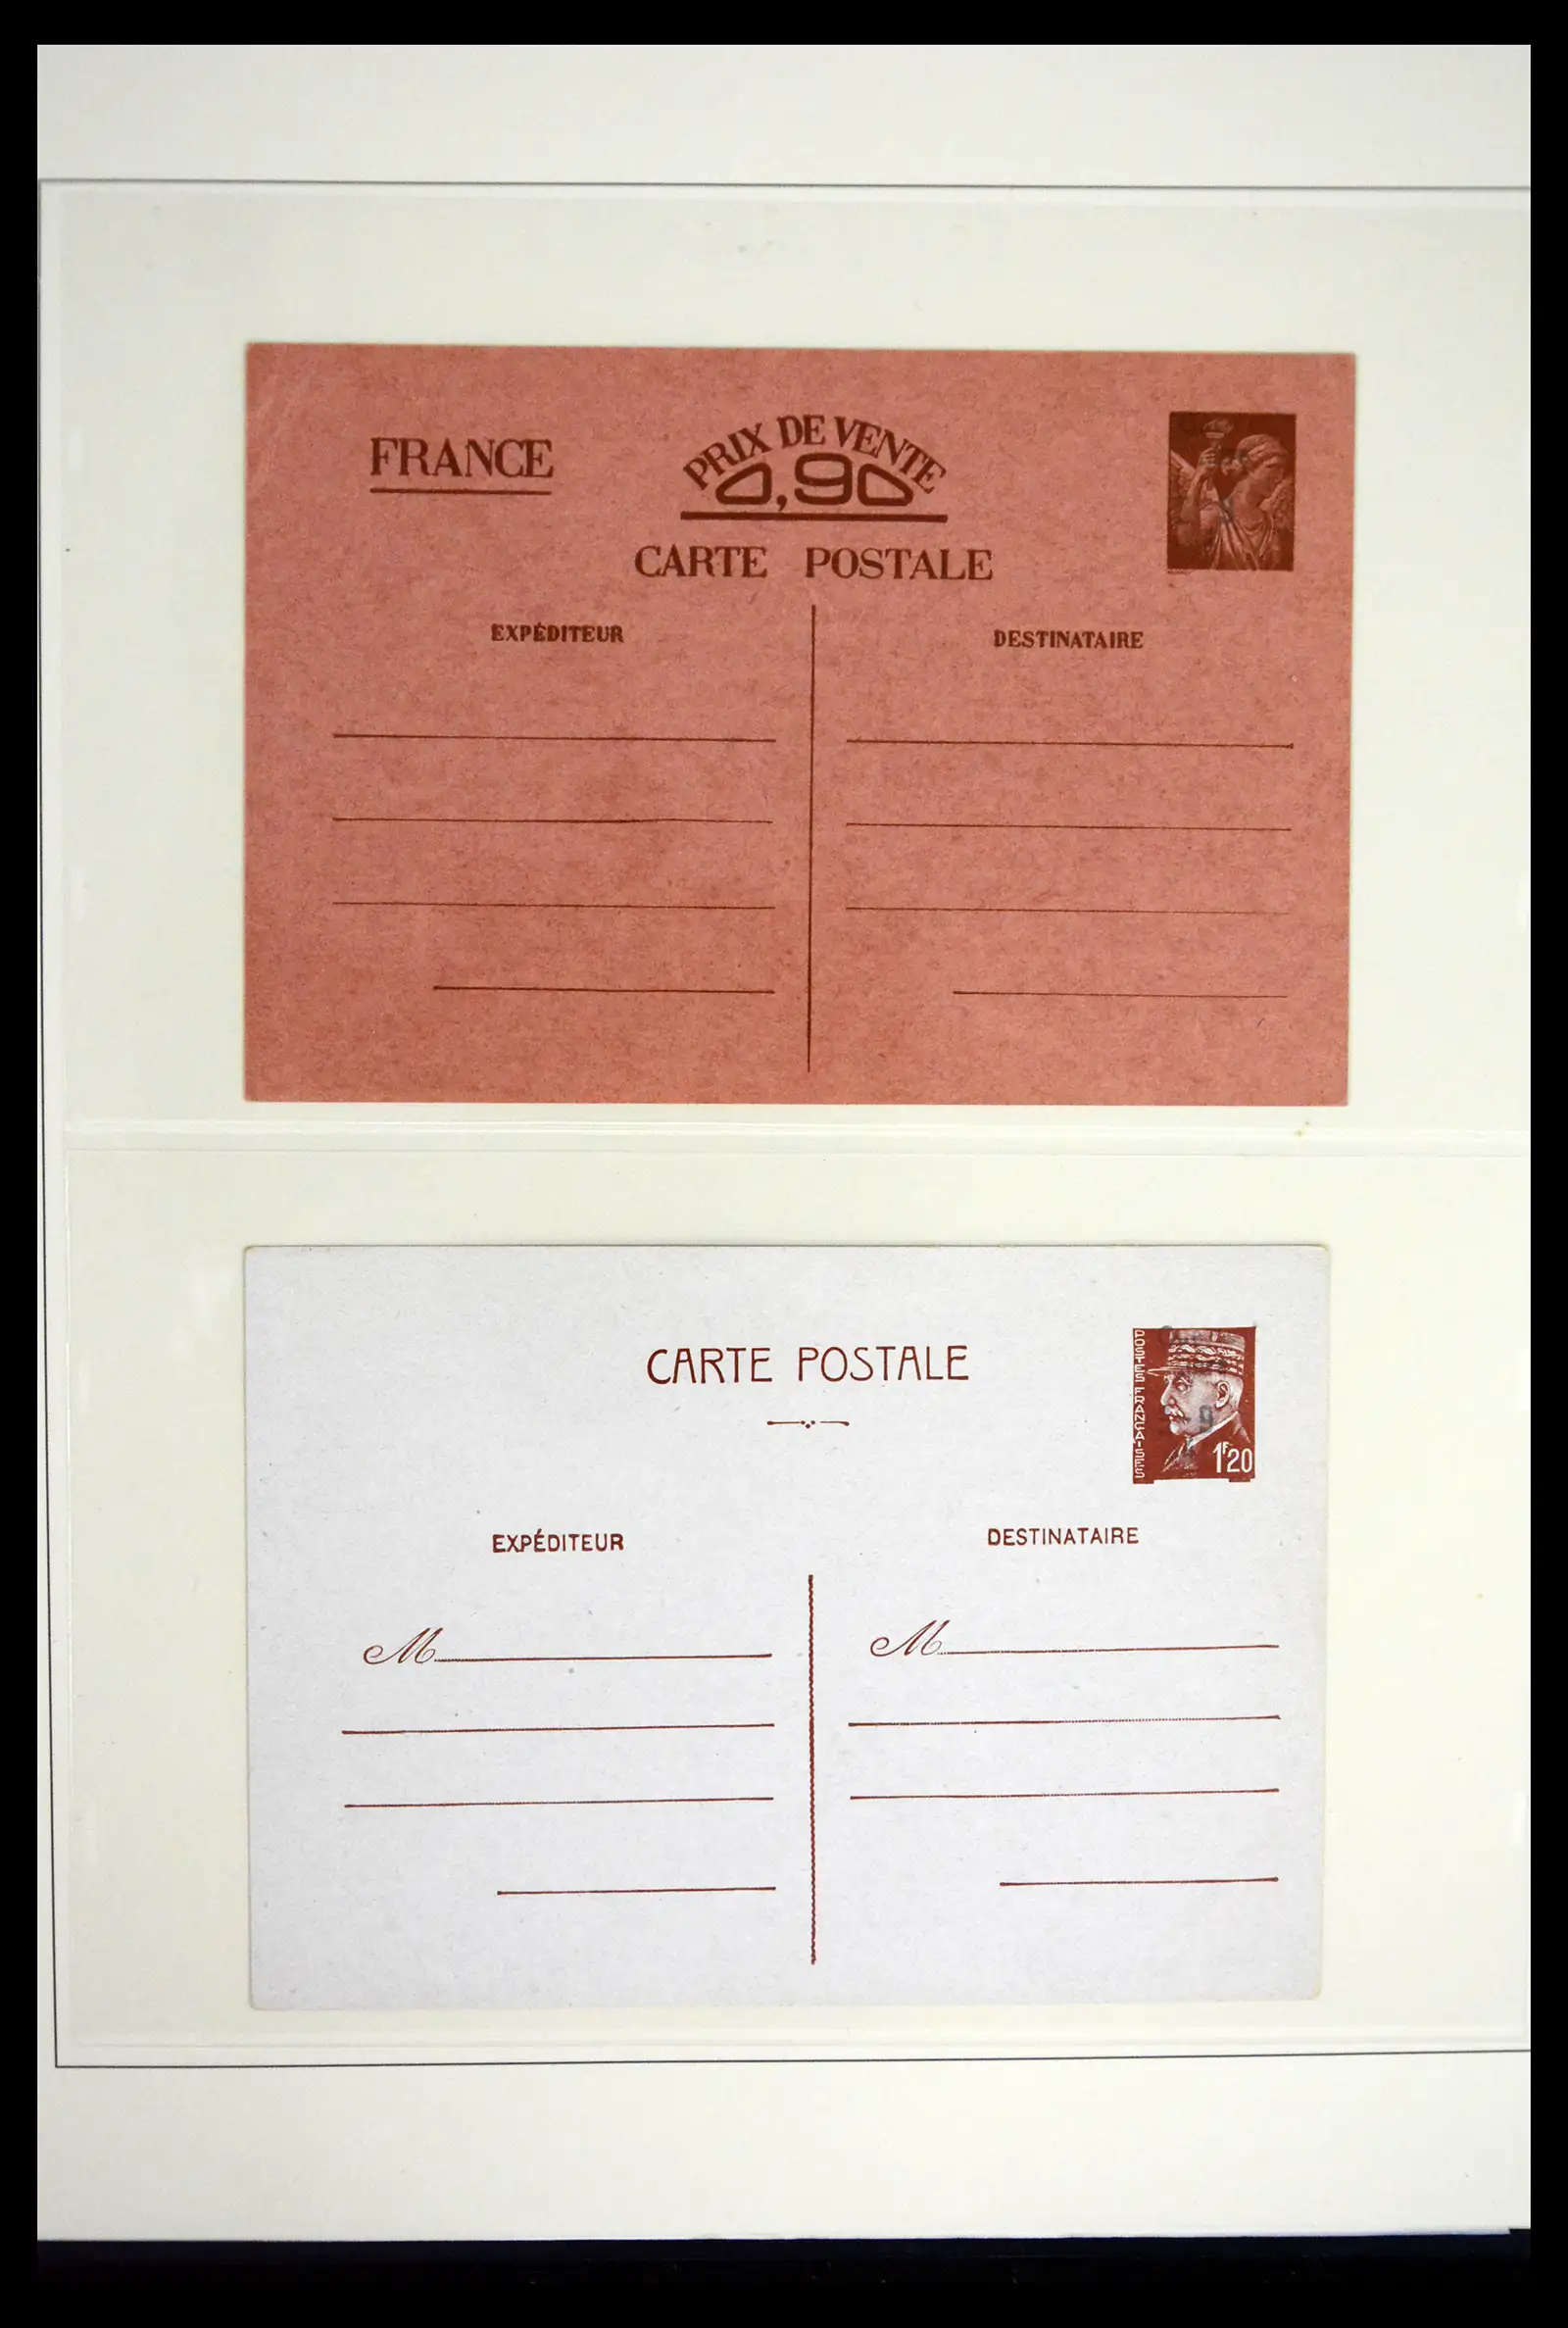 FRANCE
PRIX DE VENTE
0,90
CARTE POSTALE
EXPÉDITEUR
DESTINATAIRE
CARTE POSTALE
POSTES FRANÇAISES
1F20
EXPÉDITEUR
DESTINATAIRE
M
M